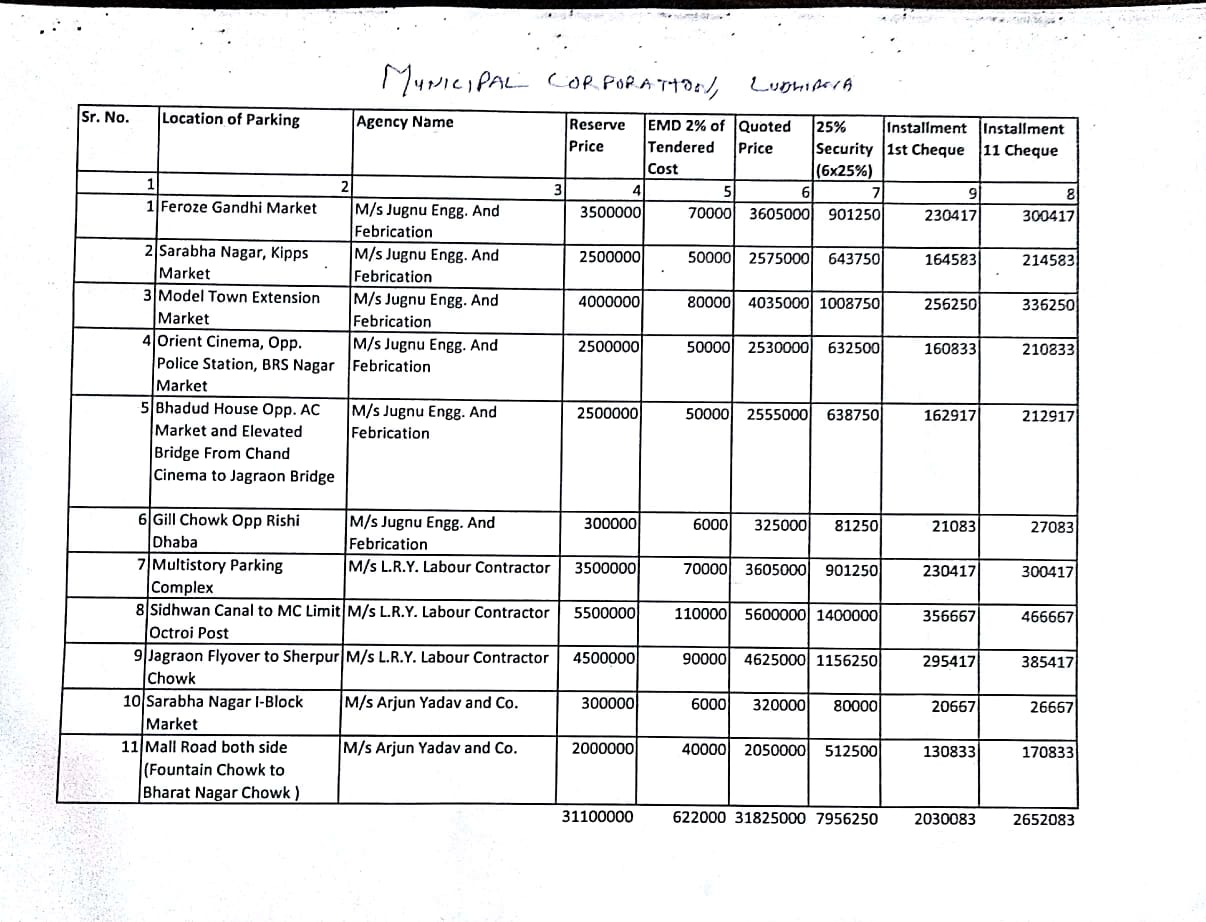 MUNICIPAL CORPORATION, LUDHIANA
Sr. No. Location of Parking Agency Name Reserve Price EMD 2% of Tendered Cost Quoted Price 25% Security (6x25%) Installment 1st Cheque Installment 11 Cheque
1 2 3 4 5 6 7 9 8
1 Feroze Gandhi Market M/s Jugnu Engg. And Febrication 3500000 70000 3605000 901250 230417 300417
2 Sarabha Nagar, Kipps Market M/s Jugnu Engg. And Febrication 2500000 50000 2575000 643750 164583 214583
3 Model Town Extension Market M/s Jugnu Engg. And Febrication 4000000 80000 4035000 1008750 256250 336250
4 Orient Cinema, Opp. Police Station, BRS Nagar Market M/s Jugnu Engg. And Febrication 2500000 50000 2530000 632500 160833 210833
5 Bhadud House Opp. AC Market and Elevated Bridge From Chand Cinema to Jagraon Bridge M/s Jugnu Engg. And Febrication 2500000 50000 2555000 638750 162917 212917
6 Gill Chowk Opp Rishi Dhaba M/s Jugnu Engg. And Febrication 300000 6000 325000 81250 21083 27083
7 Multistory Parking Complex M/s L.R.Y. Labour Contractor 3500000 70000 3605000 901250 230417 300417
8 Sidhwan Canal to MC Limit Octroi Post M/s L.R.Y. Labour Contractor 5500000 110000 5600000 1400000 356667 466667
9 Jagraon Flyover to Sherpur Chowk M/s L.R.Y. Labour Contractor 4500000 90000 4625000 1156250 295417 385417
10 Sarabha Nagar I-Block Market M/s Arjun Yadav and Co. 300000 6000 320000 80000 20667 26667
11 Mall Road both side (Fountain Chowk to Bharat Nagar Chowk ) M/s Arjun Yadav and Co. 2000000 40000 2050000 512500 130833 170833
31100000 622000 31825000 7956250 2030083 2652083